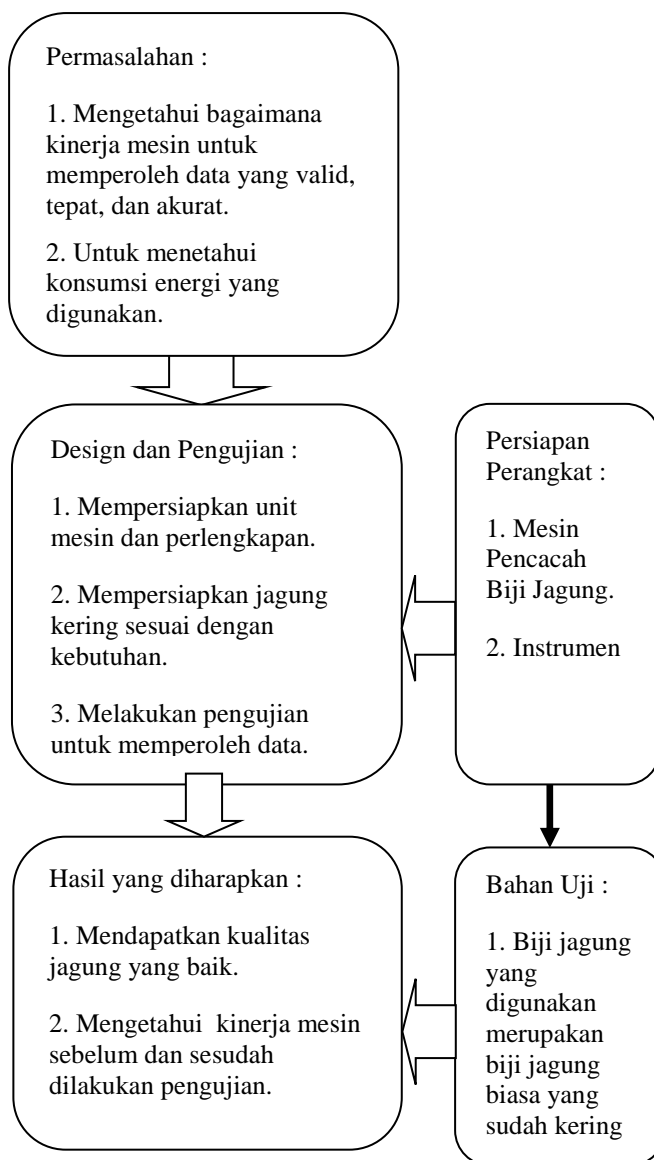 Permasalahan :
1. Mengetahui bagaimana
kinerja mesin untuk
memperoleh data yang valid,
tepat, dan akurat.
2. Untuk menetahui
konsumsi energi yang
digunakan.
Design dan Pengujian :
1. Mempersiapkan unit
mesin dan perlengkapan.
2. Mempersiapkan jagung
kering sesuai dengan
kebutuhan.
3. Melakukan pengujian
untuk memperoleh data.
Persiapan
Perangkat :
1. Mesin
Pencacah
Biji Jagung.
2. Instrumen
Hasil yang diharapkan :
1. Mendapatkan kualitas
jagung yang baik.
2. Mengetahui kinerja mesin
sebelum dan sesudah
dilakukan pengujian.
Bahan Uji :
1. Biji jagung
yang
digunakan
merupakan
biji jagung
biasa yang
sudah kering